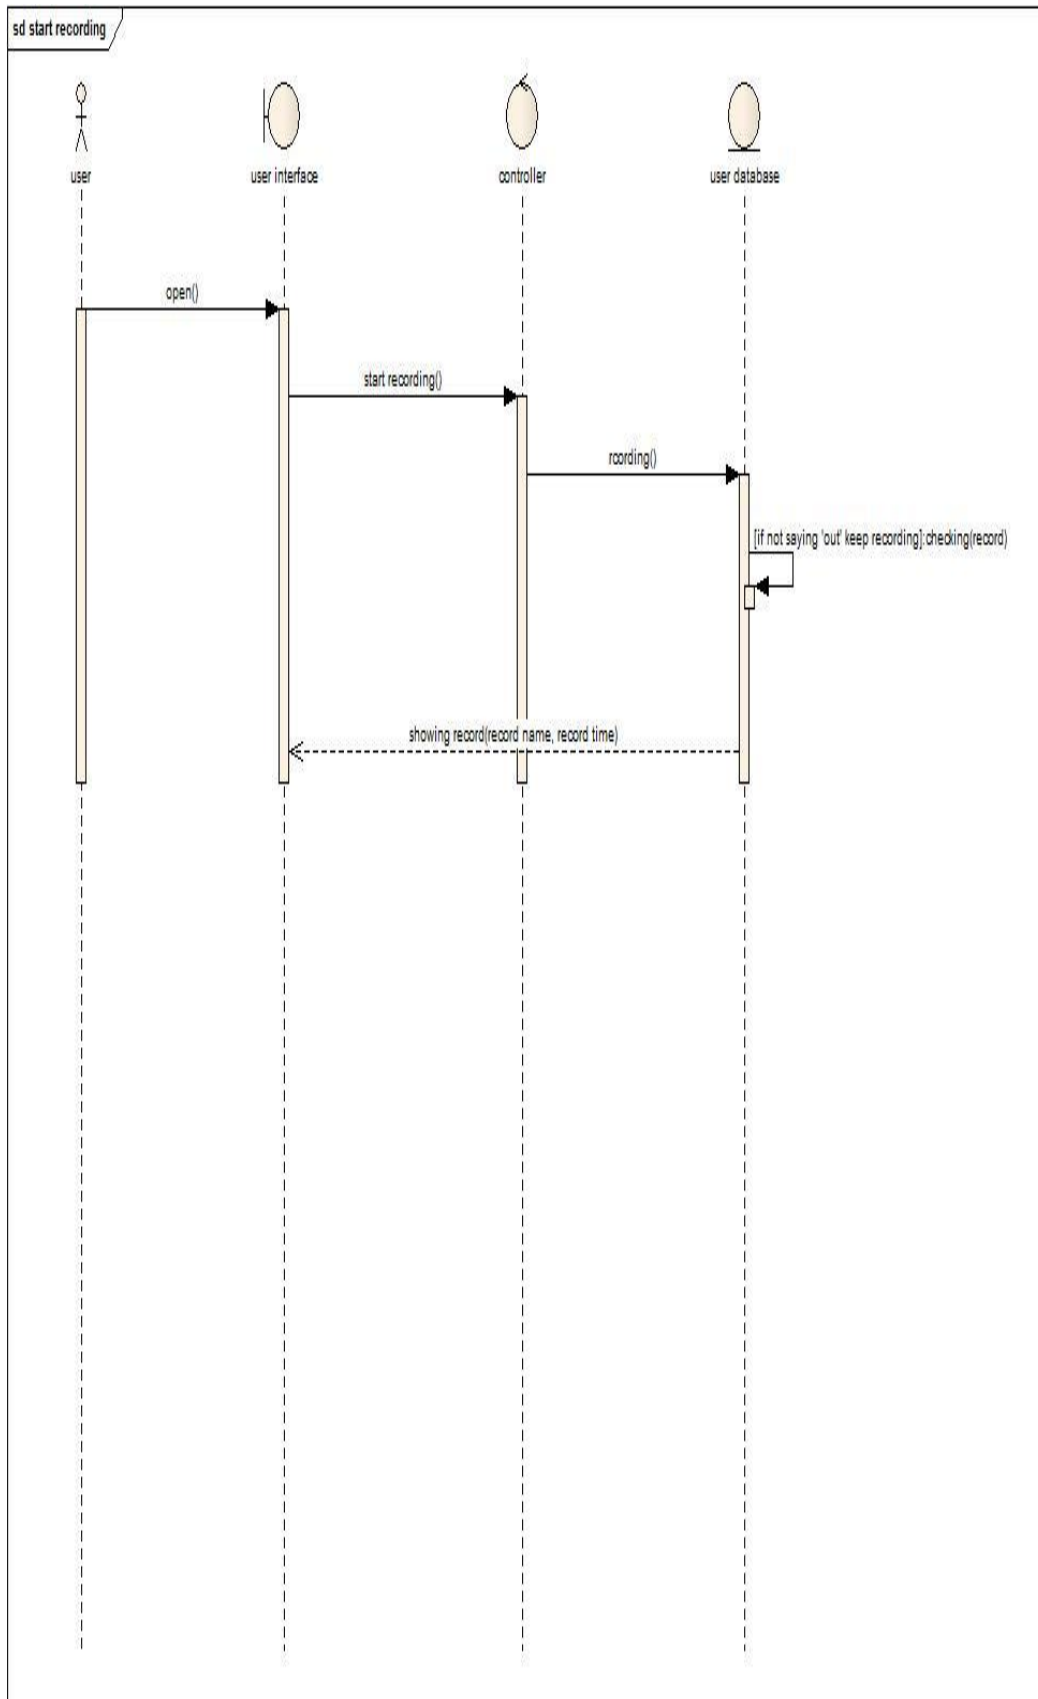 sd start recording
user
user interface
controller
user database
open()
start recording()
rcording()
[if not saying 'out' keep recording]:checking(record)
showing record(record name, record time)